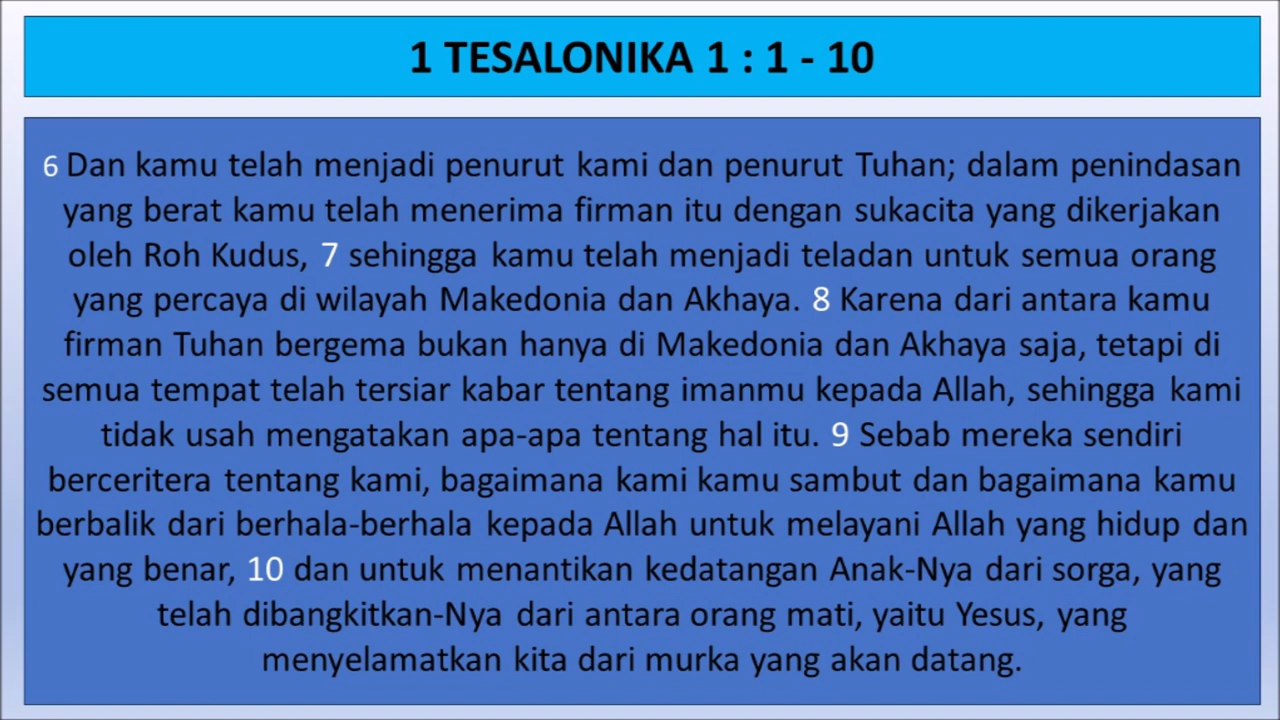 1 TESALONIKA 1 : 1 - 10
6 Dan kamu telah menjadi penurut kami dan penurut Tuhan; dalam penindasan
yang berat kamu telah menerima firman itu dengan sukacita yang dikerjakan
oleh Roh Kudus, 7 sehingga kamu telah menjadi teladan untuk semua orang
yang percaya di wilayah Makedonia dan Akhaya. 8 Karena dari antara kamu
firman Tuhan bergema bukan hanya di Makedonia dan Akhaya saja, tetapi di
semua tempat telah tersiar kabar tentang imanmu kepada Allah, sehingga kami
tidak usah mengatakan apa-apa tentang hal itu. 9 Sebab mereka sendiri
berceritera tentang kami, bagaimana kami kamu sambut dan bagaimana kamu
berbalik dari berhala-berhala kepada Allah untuk melayani Allah yang hidup dan
yang benar, 10 dan untuk menantikan kedatangan Anak-Nya dari sorga, yang
telah dibangkitkan-Nya dari antara orang mati, yaitu Yesus, yang
menyelamatkan kita dari murka yang akan datang.